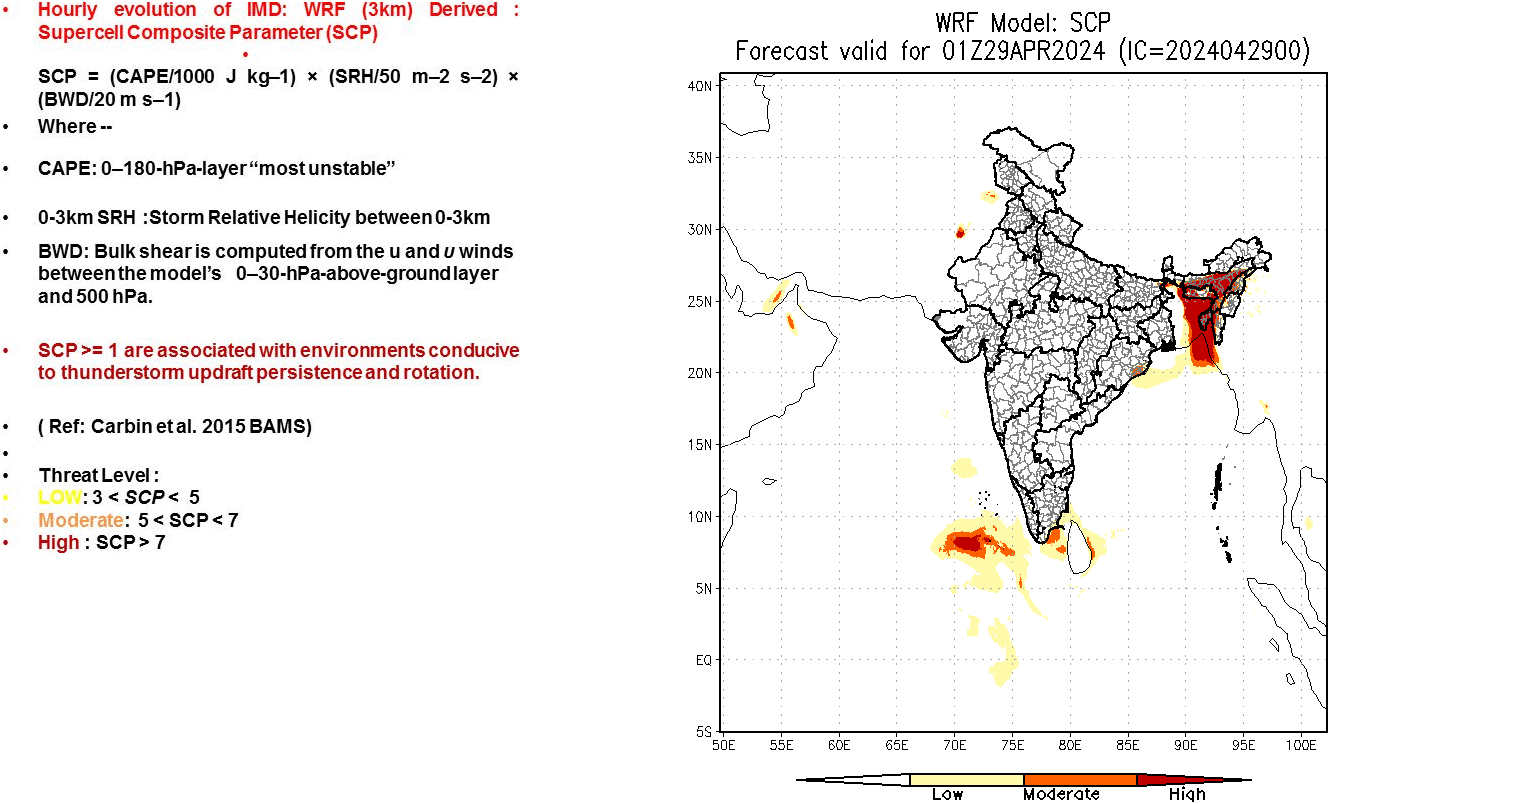 • Hourly evolution of IMD: WRF (3km) Derived :
Supercell Composite Parameter (SCP)
•
SCP = (CAPE/1000 J kg–1) × (SRH/50 m–2 s–2) ×
(BWD/20 m s–1)
• Where --
• CAPE: 0–180-hPa-layer “most unstable”
• 0-3km SRH :Storm Relative Helicity between 0-3km
• BWD: Bulk shear is computed from the u and υ winds
between the model’s 0–30-hPa-above-ground layer
and 500 hPa.
• SCP >= 1 are associated with environments conducive
to thunderstorm updraft persistence and rotation.
• ( Ref: Carbin et al. 2015 BAMS)
•
• Threat Level :
• LOW: 3 < SCP < 5
• Moderate: 5 < SCP < 7
• High : SCP > 7
WRF Model: SCP
Forecast valid for 01Z29APR2024 (IC=2024042900)
40N
35N
30N
25N
20N
15N
10N
5N
EQ
5S
50E 55E 60E 65E 70E 75E 80E 85E 90E 95E 100E
Low Moderate High